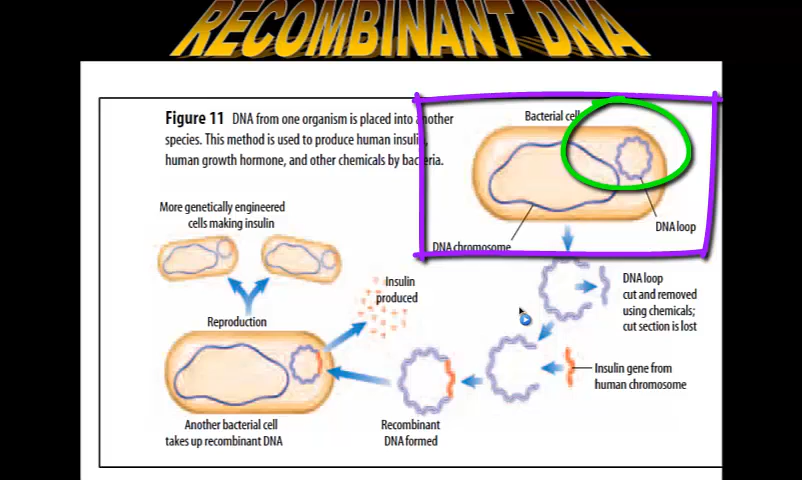 RECOMBINANT DNA
Figure 11 DNA from one organism is placed into another
species. This method is used to produce human insulin,
human growth hormone, and other chemicals by bacteria.
Bacterial cell
DNA loop
DNA chromosome
More genetically engineered
cells making insulin
Insulin
produced
DNA loop
cut and removed
using chemicals;
cut section is lost
Reproduction
Insulin gene from
human chromosome
Another bacterial cell
takes up recombinant DNA
Recombinant
DNA formed